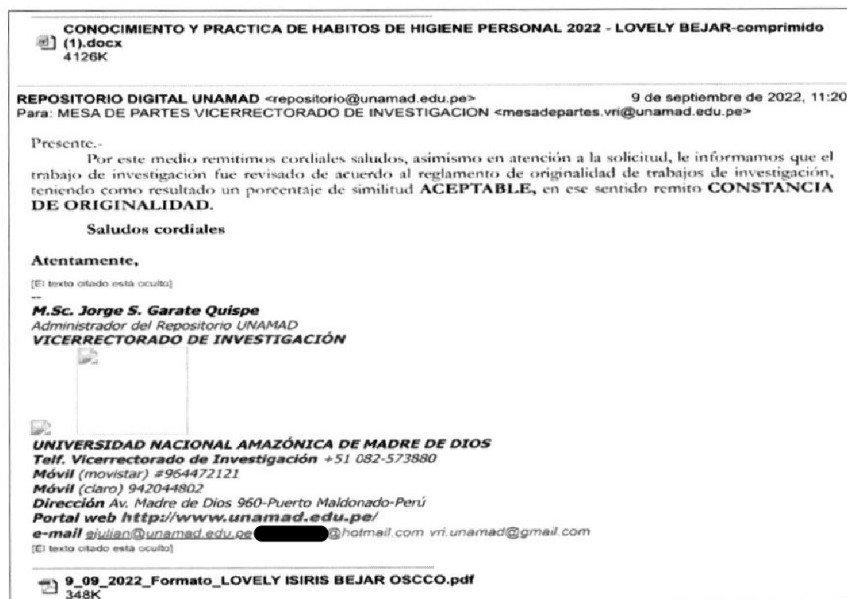 CONOCIMIENTO Y PRACTICA DE HABITOS DE HIGIENE PERSONAL 2022 - LOVELY BEJAR-comprimido
(1).docx
4126K
REPOSITORIO DIGITAL UNAMAD <repositorio@unamad.edu.pe> 9 de septiembre de 2022, 11:20
Para: MESA DE PARTES VICERRECTORADO DE INVESTIGACION <mesadepartes.vri@unamad.edu.pe>
Presente.-
Por este medio remitimos cordiales saludos, asimismo en atención a la solicitud, le informamos que el
trabajo de investigación fue revisado de acuerdo al reglamento de originalidad de trabajos de investigación,
teniendo como resultado un porcentaje de similitud ACEPTABLE, en ese sentido remito CONSTANCIA
DE ORIGINALIDAD.
Saludos cordiales
Atentamente,
[El texto citado está oculto]
--
M.Sc. Jorge S. Garate Quispe
Administrador del Repositorio UNAMAD
VICERRECTORADO DE INVESTIGACIÓN
UNIVERSIDAD NACIONAL AMAZÓNICA DE MADRE DE DIOS
Telf. Vicerrectorado de Investigación +51 082-573880
Móvil (movistar) #964472121
Móvil (claro) 942044802
Dirección Av. Madre de Dios 960-Puerto Maldonado-Perú
Portal web http://www.unamad.edu.pe/
e-mail ejulian@unamad.edu.pe @hotmail.com vri.unamad@gmail.com
[El texto citado está oculto]
9_09_2022_Formato_LOVELY ISIRIS BEJAR OSCCO.pdf
348K